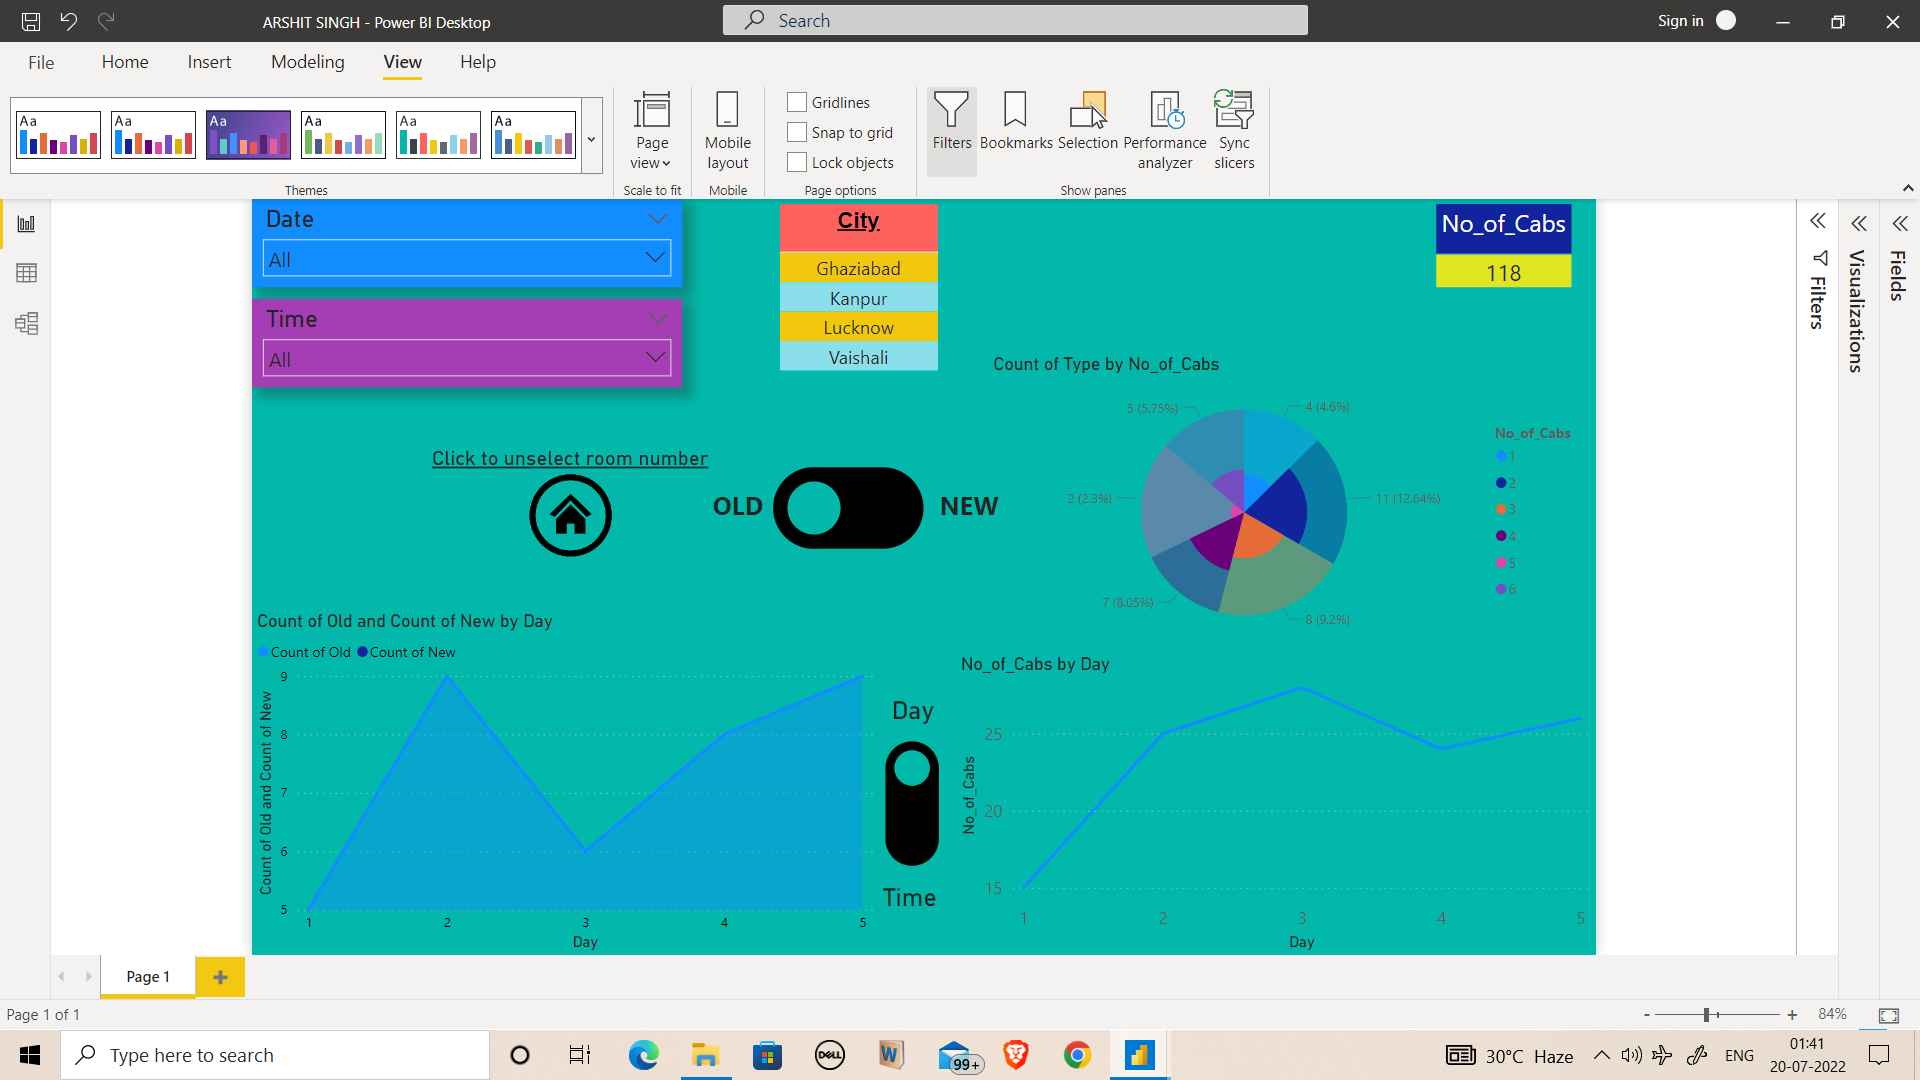 ARSHIT SINGH - Power BI Desktop
Search
Sign in
File
Home
Insert
Modeling
View
Help
Aa
Aa
Aa
Aa
Aa
Aa
Page view
Mobile layout
Gridlines
Snap to grid
Lock objects
Filters
Bookmarks
Selection
Performance analyzer
Sync slicers
Themes
Scale to fit
Mobile
Page options
Show panes
Date
All
Time
All
City
Ghaziabad
Kanpur
Lucknow
Vaishali
No_of_Cabs
118
Filters
Visualizations
Fields
Click to unselect room number
OLD
NEW
Count of Type by No_of_Cabs
5 (5.75%)
4 (4.6%)
2 (2.3%)
11 (12.64%)
7 (8.05%)
8 (9.2%)
No_of_Cabs
1
2
3
4
5
6
Count of Old and Count of New by Day
Count of Old
Count of New
Count of Old and Count of New
9
8
7
6
5
1
2
3
4
5
Day
Day
Time
No_of_Cabs by Day
No_of_Cabs
25
20
15
1
2
3
4
5
Day
Page 1
Page 1 of 1
- + 84%
Type here to search
DELL
W
99+
30°C Haze
ENG
01:41
20-07-2022